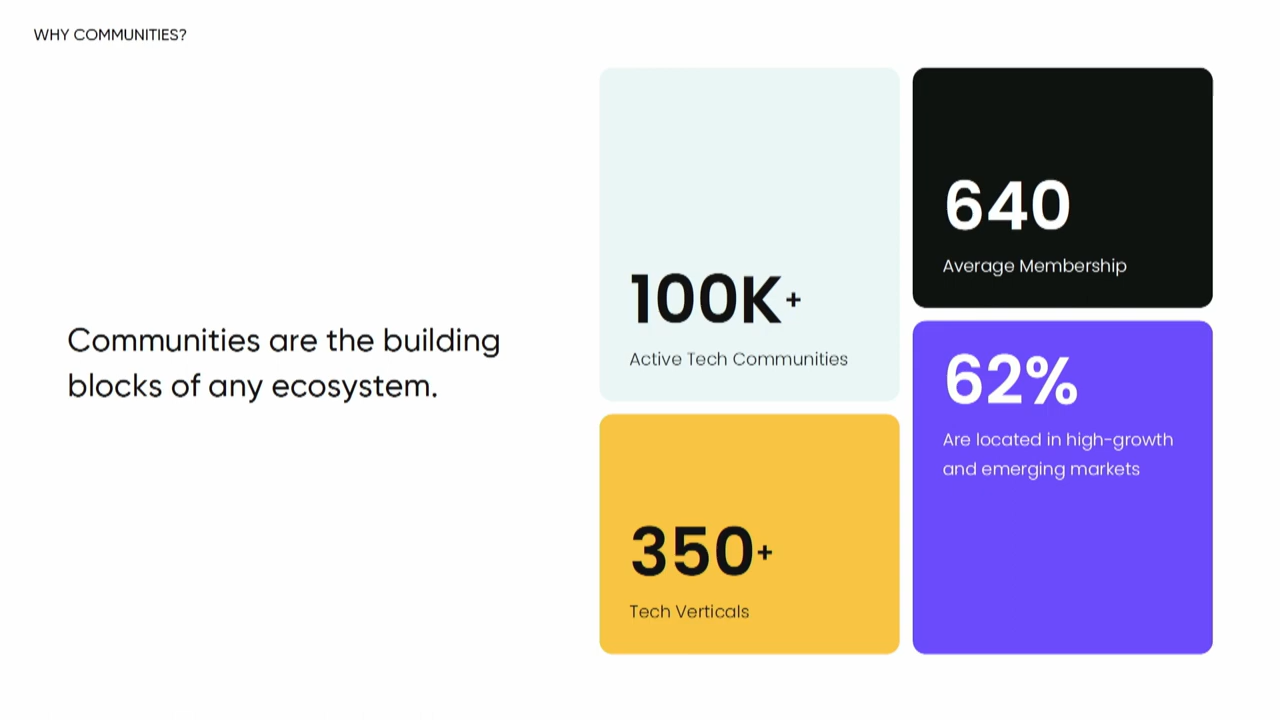 WHY COMMUNITIES?
Communities are the building
blocks of any ecosystem.
100K+
Active Tech Communities
350+
Tech Verticals
640
Average Membership
62%
Are located in high-growth
and emerging markets